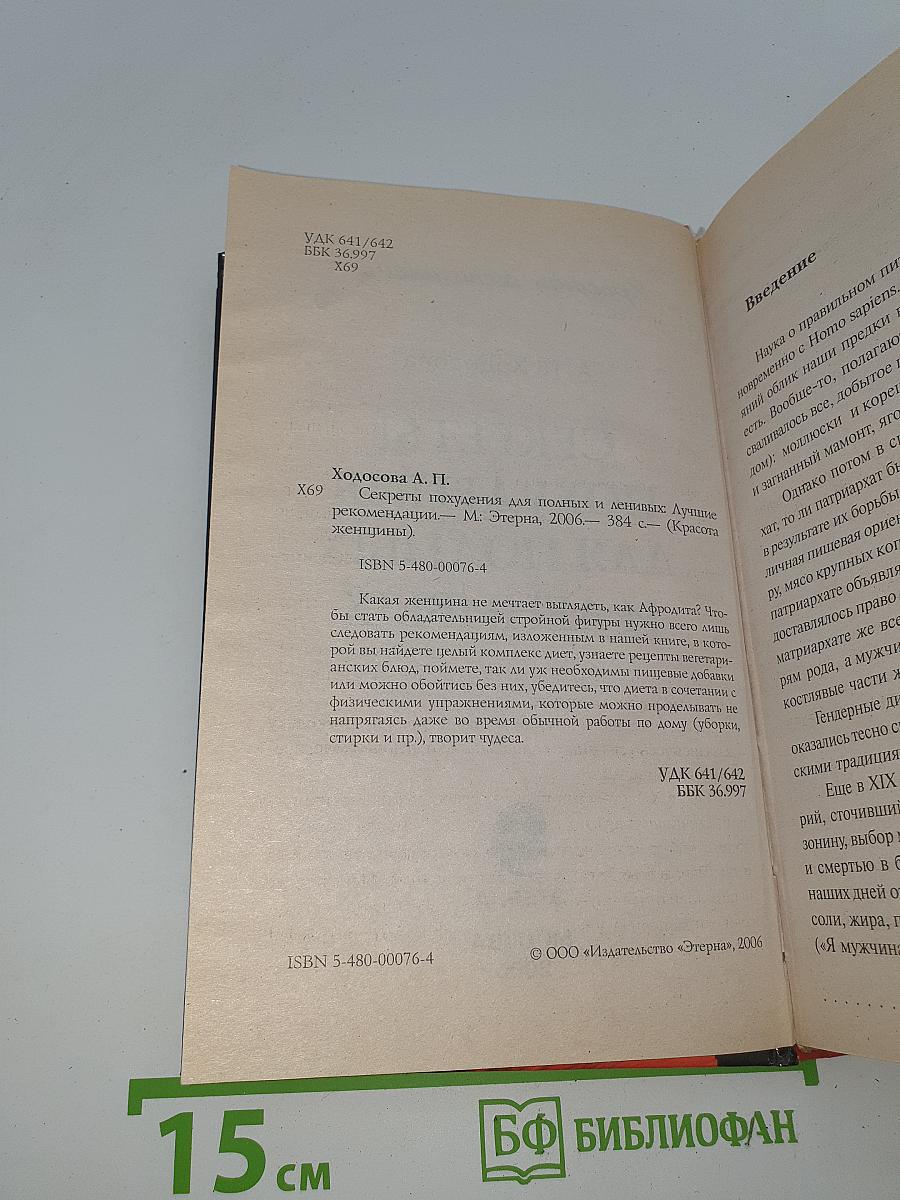 УДК 641/642
ББК 36.997
Х69
Ходосова А. П.
Х69 Секреты похудения для полных и ленивых: Лучшие
рекомендации.— М.: Этерна, 2006.— 384 с.— (Красота
женщины).
ISBN 5-480-00076-4
Какая женщина не мечтает выглядеть, как Афродита? Что-
бы стать обладательницей стройной фигуры нужно всего лишь
следовать рекомендациям, изложенным в нашей книге, в кото-
рой вы найдете целый комплекс диет, узнаете рецепты вегетари-
анских блюд, поймете, так ли уж необходимы пищевые добавки
или можно обойтись без них, убедитесь, что диета в сочетании с
физическими упражнениями, которые можно проделывать не
напрягаясь даже во время обычной работы по дому (уборки,
стирки и пр.), творит чудеса.
УДК 641/642
ББК 36.997
ISBN 5-480-00076-4
© ООО «Издательство «Этерна», 2006
Введение
Наука о правильном
новременно с Homo sapiens.
яний облик наши предки
есть. Вообще-то, полагаю
сваливалось все, добытое
дом): моллюски и
и загнанный мамонт,
Однако потом в
хат, то ли патриархат
в результате их борьбы
личная пищевая
ру, мясо крупных
патриархате
доставлялось право
матриархате же все
рям рода, а
костлявые части
Гендерные
оказались тесно
скими
Еще в XIX
рий, сточивший
зонину, выбор
и смертью в
наших дней
соли, жира,
(«Я мужчина
15 см
БФ БИБЛИОФАН